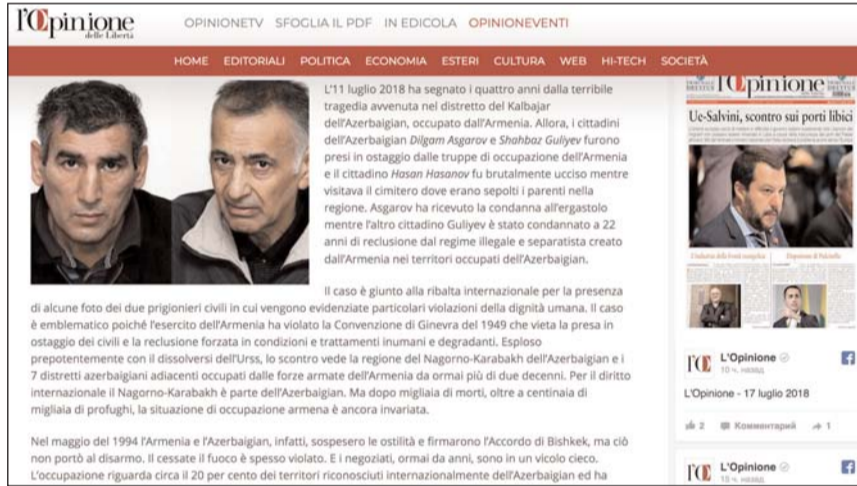 l'Opinione
delle Libertà
OPINIONETV SFOGLIA IL PDF IN EDICOLA OPINIONEVENTI
HOME EDITORIALI POLITICA ECONOMIA ESTERI CULTURA WEB HI-TECH SOCIETÀ
L'11 luglio 2018 ha segnato i quattro anni dalla terribile
tragedia avvenuta nel distretto del Kalbajar
dell'Azerbaigian, occupato dall'Armenia. Allora, i cittadini
dell'Azerbaigian Dilgam Asgarov e Shahbaz Guliyev furono
presi in ostaggio dalle truppe di occupazione dell'Armenia
e il cittadino Hasan Hasanov fu brutalmente ucciso mentre
visitava il cimitero dove erano sepolti i parenti nella
regione. Asgarov ha ricevuto la condanna all'ergastolo
mentre l'altro cittadino Guliyev è stato condannato a 22
anni di reclusione dal regime illegale e separatista creato
dall'Armenia nei territori occupati dell'Azerbaigian.
Il caso è giunto alla ribalta internazionale per la presenza
di alcune foto dei due prigionieri civili in cui vengono evidenziate particolari violazioni della dignità umana. Il caso
è emblematico poiché l'esercito dell'Armenia ha violato la Convenzione di Ginevra del 1949 che vieta la presa in
ostaggio dei civili e la reclusione forzata in condizioni e trattamenti inumani e degradanti. Esploso
prepotentemente con il dissolversi dell'Urss, lo scontro vede la regione del Nagorno-Karabakh dell'Azerbaigian e i
7 distretti azerbaigiani adiacenti occupati dalle forze armate dell'Armenia da ormai più di due decenni. Per il diritto
internazionale il Nagorno-Karabakh è parte dell'Azerbaigian. Ma dopo migliaia di morti, oltre a centinaia di
migliaia di profughi, la situazione di occupazione armena è ancora invariata.
Nel maggio del 1994 l'Armenia e l'Azerbaigian, infatti, sospesero le ostilità e firmarono l'Accordo di Bishkek, ma ciò
non portò al disarmo. Il cessate il fuoco è spesso violato. E i negoziati, ormai da anni, sono in un vicolo cieco.
L'occupazione riguarda circa il 20 per cento dei territori riconosciuti internazionalmente dell'Azerbaigian ed ha
l'Opinione
Ue-Salvini, scontro sui porti libici
L'Opinione
10 ч. назад
L'Opinione - 17 luglio 2018
2 Комментарий 1
L'Opinione
15 ч. назад